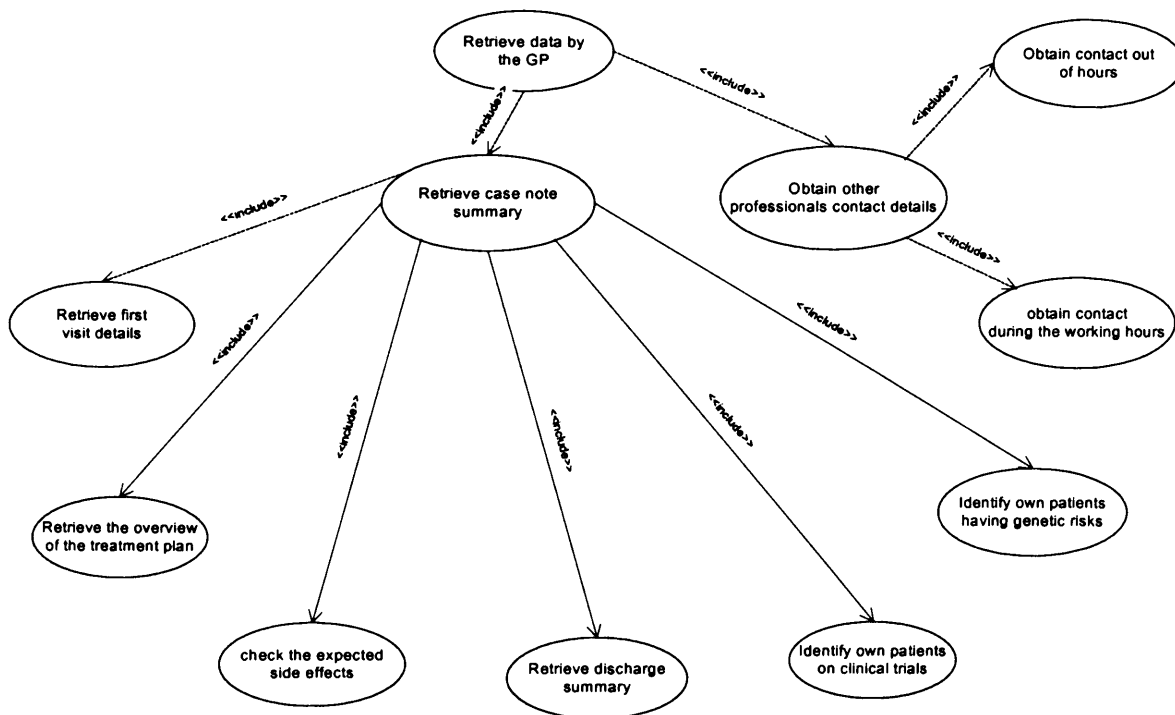 Retrieve data by
the GP
Obtain contact out
of hours
<<include>>
<<include>>
<<include>>
Retrieve case note
summary
Obtain other
professionals contact details
<<include>>
<<include>>
Retrieve first
visit details
obtain contact
during the working hours
<<include>>
<<include>>
<<include>>
<<include>>
<<include>>
Identify own patients
having genetic risks
Retrieve the overview
of the treatment plan
check the expected
side effects
Retrieve discharge
summary
Identify own patients
on clinical trials